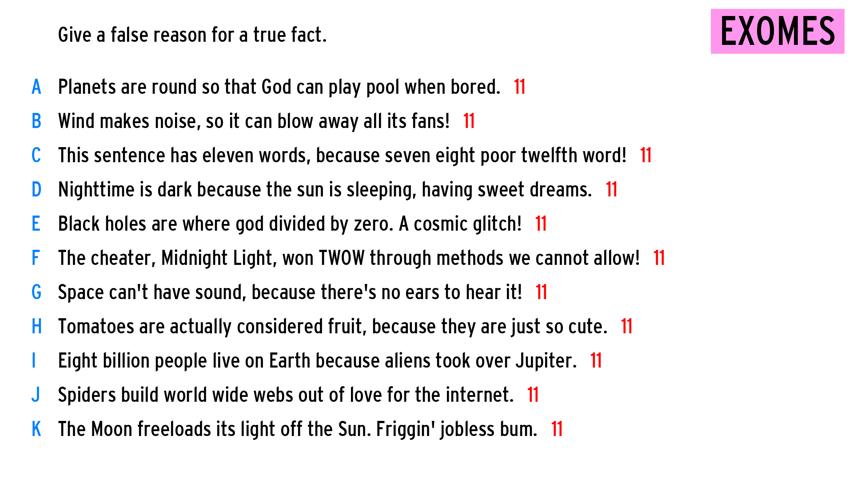 Give a false reason for a true fact.
EXOMES
A Planets are round so that God can play pool when bored. 11
B Wind makes noise, so it can blow away all its fans! 11
C This sentence has eleven words, because seven eight poor twelfth word! 11
D Nighttime is dark because the sun is sleeping, having sweet dreams. 11
E Black holes are where god divided by zero. A cosmic glitch! 11
F The cheater, Midnight Light, won TWOW through methods we cannot allow! 11
G Space can't have sound, because there's no ears to hear it! 11
H Tomatoes are actually considered fruit, because they are just so cute. 11
I Eight billion people live on Earth because aliens took over Jupiter. 11
J Spiders build world wide webs out of love for the internet. 11
K The Moon freeloads its light off the Sun. Friggin' jobless bum. 11